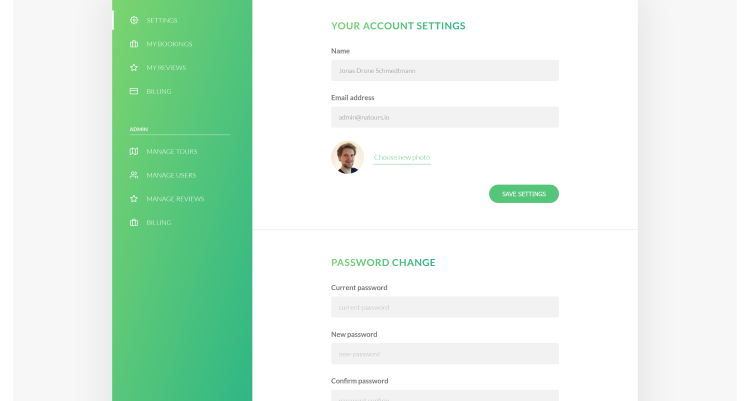 SETTINGS
MY BOOKINGS
MY REVIEWS
BILLING
ADMIN
MANAGE TOURS
MANAGE USERS
MANAGE REVIEWS
BILLING
YOUR ACCOUNT SETTINGS
Name
Jonas Drune Schmedtmann
Email address
admin@natours.io
Choose new photo
SAVE SETTINGS
PASSWORD CHANGE
Current password
current password
New password
new password
Confirm password